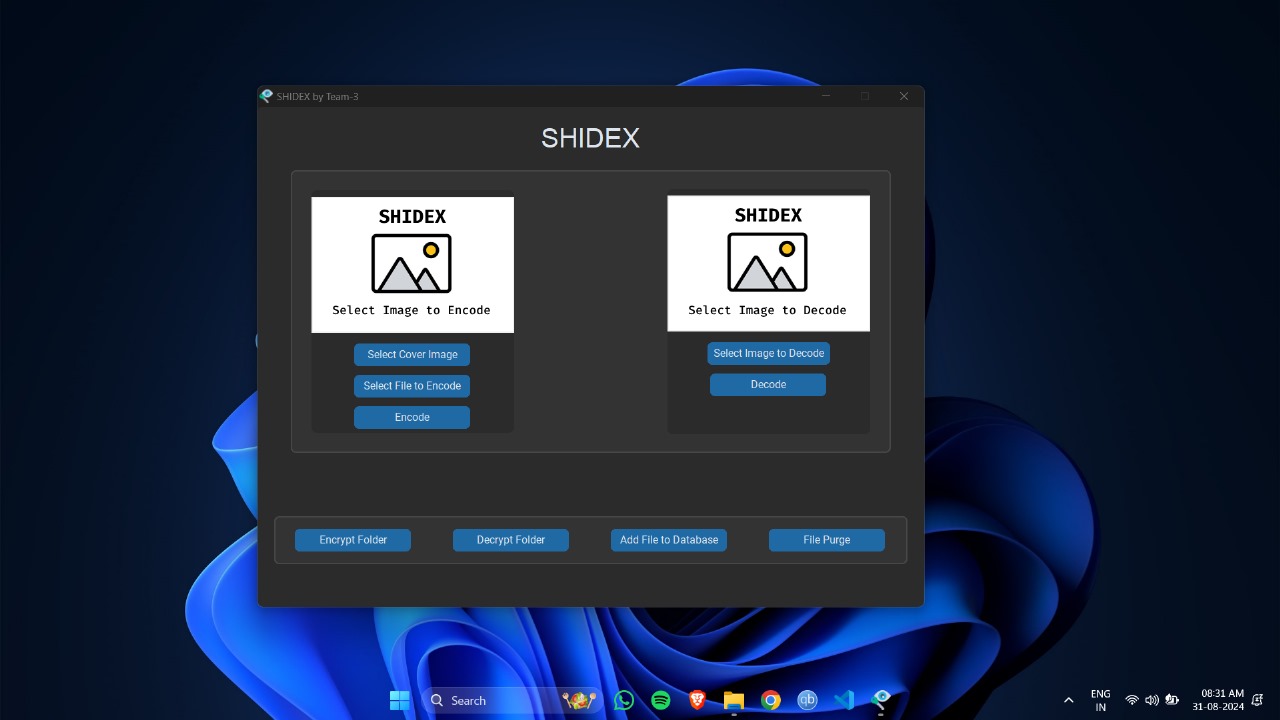 SHIDEX by Team-3
SHIDEX
SHIDEX
Select Image to Encode
Select Cover Image
Select File to Encode
Encode
SHIDEX
Select Image to Decode
Select Image to Decode
Decode
Encrypt Folder
Decrypt Folder
Add File to Database
File Purge
Search
qb
ENG
IN
08:31 AM
31-08-2024